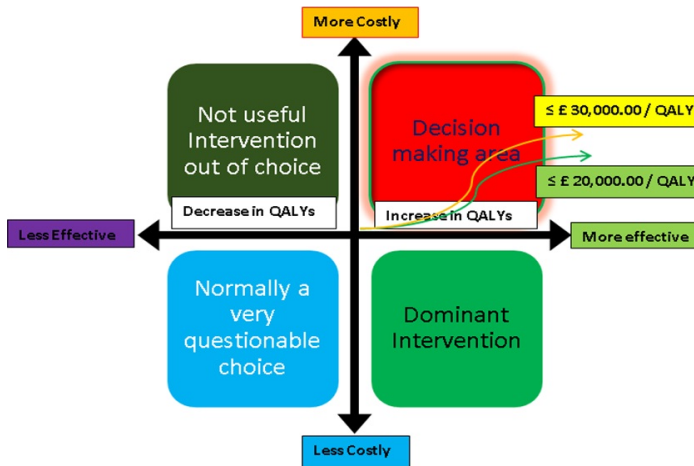 More Costly
Not useful
Intervention
out of choice
Decision
making area
≤ £ 30,000.00 / QALY
≤ £ 20,000.00 / QALY
Decrease in QALYs
Increase in QALYs
Less Effective
More effective
Normally a
very
questionable
choice
Dominant
Intervention
Less Costly